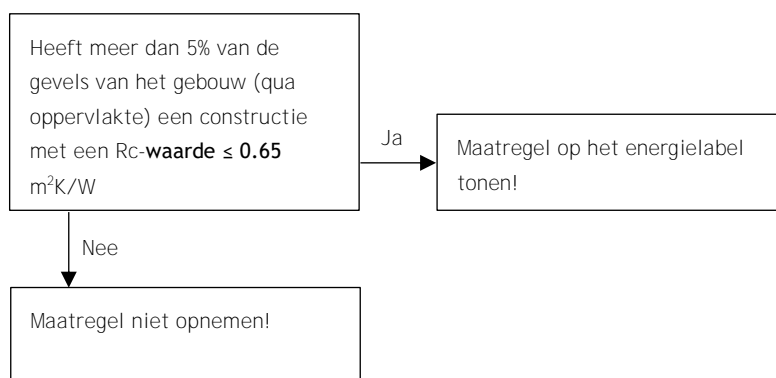 Heeft meer dan 5% van de
gevels van het gebouw (qua
oppervlakte) een constructie
met een Rc-waarde ≤ 0.65
m²K/W
Ja
Maatregel op het energielabel
tonen!
Nee
Maatregel niet opnemen!